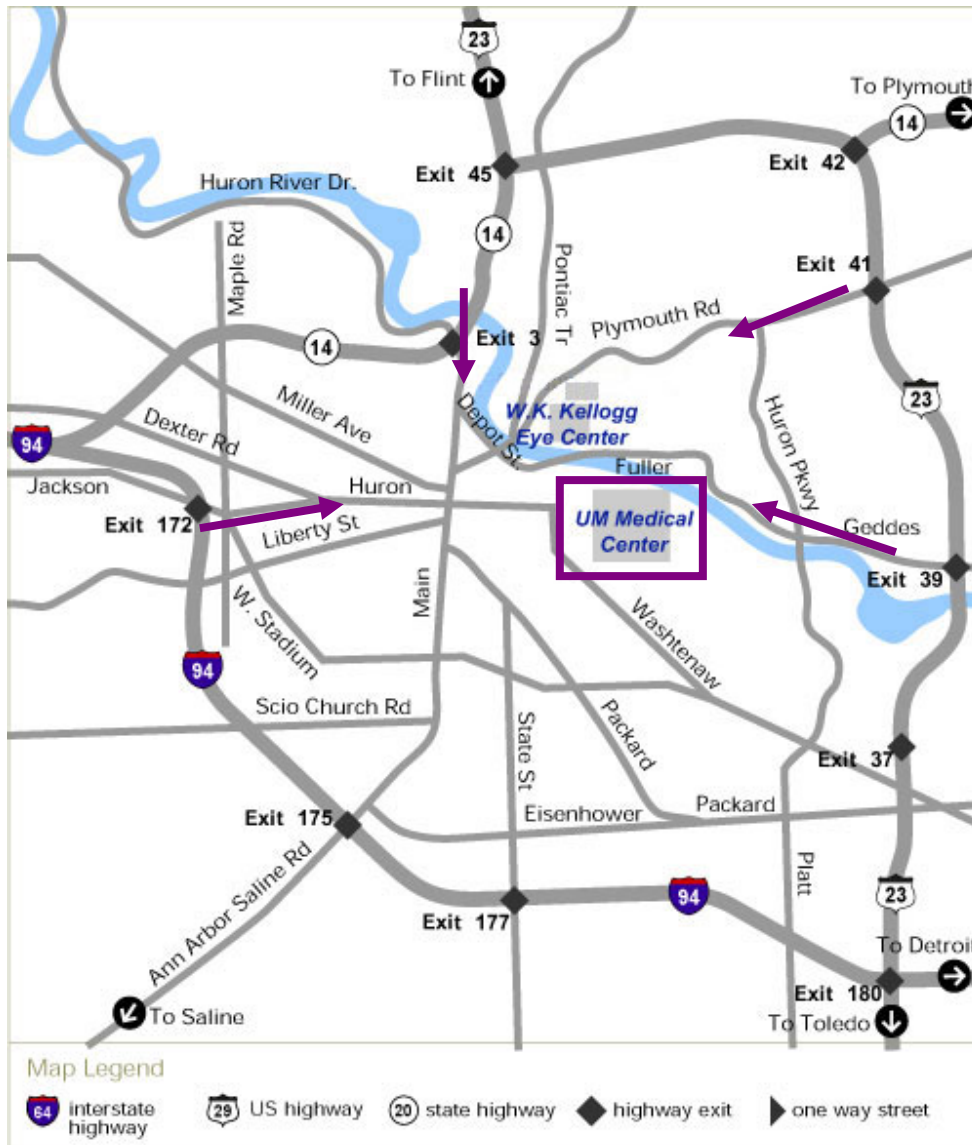 23
To Flint
To Plymouth
14
Exit 45
Exit 42
Huron River Dr.
Maple Rd
14
Pontiac Tr
Exit 41
Plymouth Rd
Exit 3
14
23
Miller Ave
Depot St.
W.K. Kellogg
Eye Center
Huron Pkwy
Dexter Rd
94
Fuller
Jackson
Huron
Exit 172
Liberty St
UM Medical
Center
Geddes
Exit 39
Main
W. Stadium
Washtenaw
94
Scio Church Rd
State St
Packard
Exit 37
Exit 175
Eisenhower
Packard
Platt
Ann Arbor Saline Rd
Exit 177
94
23
To Detroit
Exit 180
To Saline
To Toledo
Map Legend
64 interstate
highway
29 US highway
20 state highway
highway exit
one way street